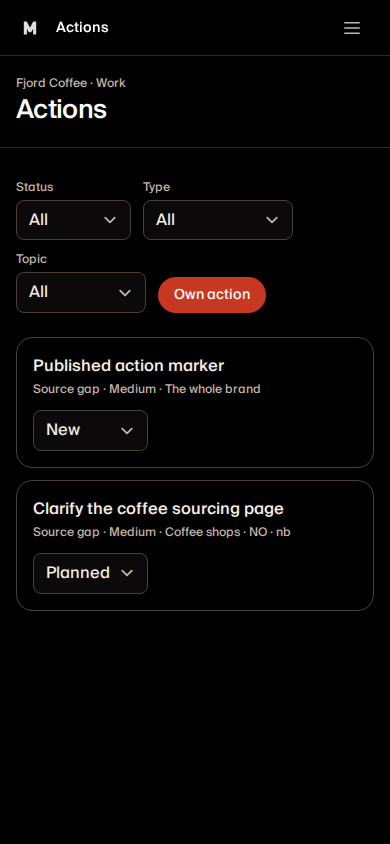 M Actions
Fjord Coffee · Work
Actions
Status Type
All All
Topic
All Own action
Published action marker
Source gap · Medium · The whole brand
New
Clarify the coffee sourcing page
Source gap · Medium · Coffee shops · NO · nb
Planned